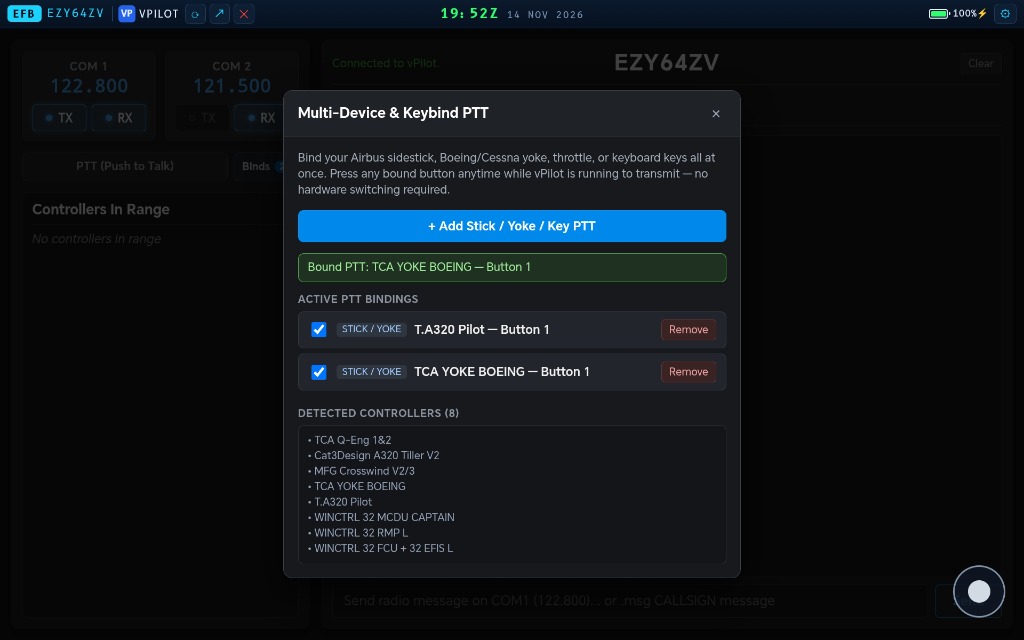 EFB EZY64ZV VP VPILOT 19:52Z 14 NOV 2026 100%
COM 1
122.800
TX RX
COM 2
121.500
TX RX
PTT (Push to Talk) Binds
Controllers In Range
No controllers in range
Connected to vPilot. EZY64ZV Clear
Multi-Device & Keybind PTT ×
Bind your Airbus sidestick, Boeing/Cessna yoke, throttle, or keyboard keys all at
once. Press any bound button anytime while vPilot is running to transmit — no
hardware switching required.
+ Add Stick / Yoke / Key PTT
Bound PTT: TCA YOKE BOEING — Button 1
ACTIVE PTT BINDINGS
STICK / YOKE T.A320 Pilot — Button 1 Remove
STICK / YOKE TCA YOKE BOEING — Button 1 Remove
DETECTED CONTROLLERS (8)
• TCA Q-Eng 1&2
• Cat3Design A320 Tiller V2
• MFG Crosswind V2/3
• TCA YOKE BOEING
• T.A320 Pilot
• WINCTRL 32 MCDU CAPTAIN
• WINCTRL 32 RMP L
• WINCTRL 32 FCU + 32 EFIS L
Send radio message on COM1 (122.800)... or .msg CALLSIGN message